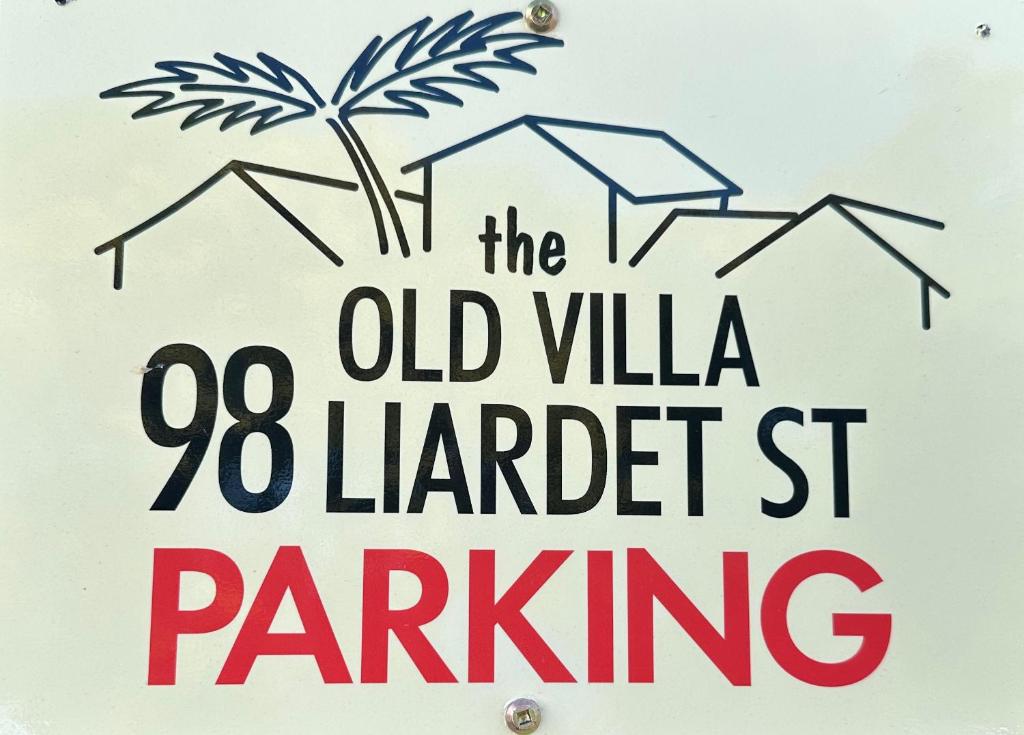 the
OLD VILLA
98 LIARDET ST
PARKING